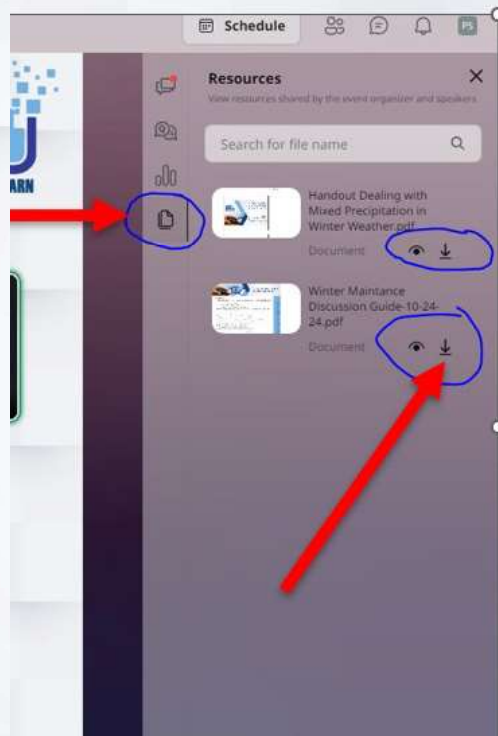 Schedule
PS
Resources
View resources shared by the event organizer and speakers
Search for file name
ARN
Handout Dealing with
Mixed Precipitation in
Winter Weather.pdf
Document
Winter Maintance
Discussion Guide-10-24-
24.pdf
Document